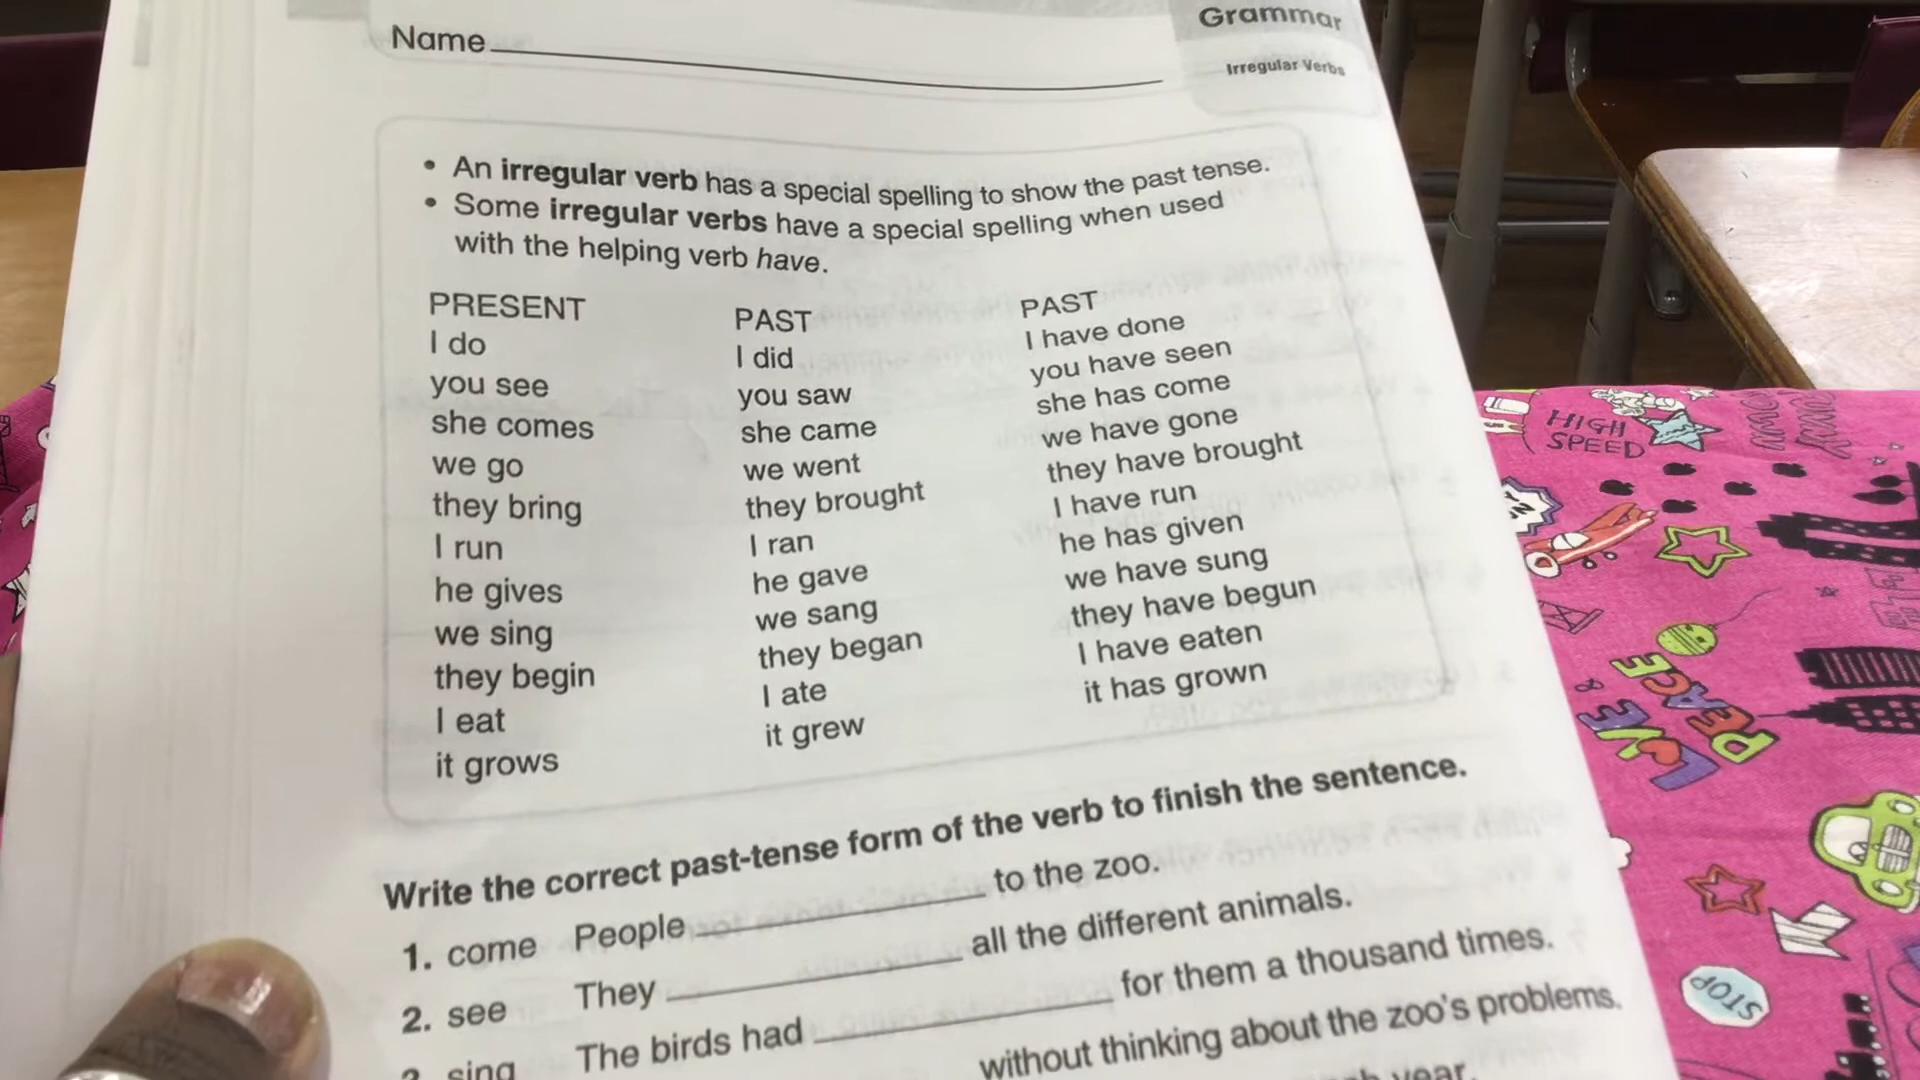 Grammar
Name
Irregular Verbs
• An irregular verb has a special spelling to show the past tense.
• Some irregular verbs have a special spelling when used
with the helping verb have.
PRESENT PAST PAST
I do I did I have done
you see you saw you have seen
she comes she came she has come
we go we went we have gone
they bring they brought they have brought
I run I ran I have run
he gives he gave he has given
we sing we sang we have sung
they begin they began they have begun
I eat I ate I have eaten
it grows it grew it has grown
Write the correct past-tense form of the verb to finish the sentence.
1. come People to the zoo.
2. see They all the different animals.
3. sing The birds had for them a thousand times.
without thinking about the zoo's problems.
year.
HIGH
SPEED
LOVE
&
PEACE
STOP